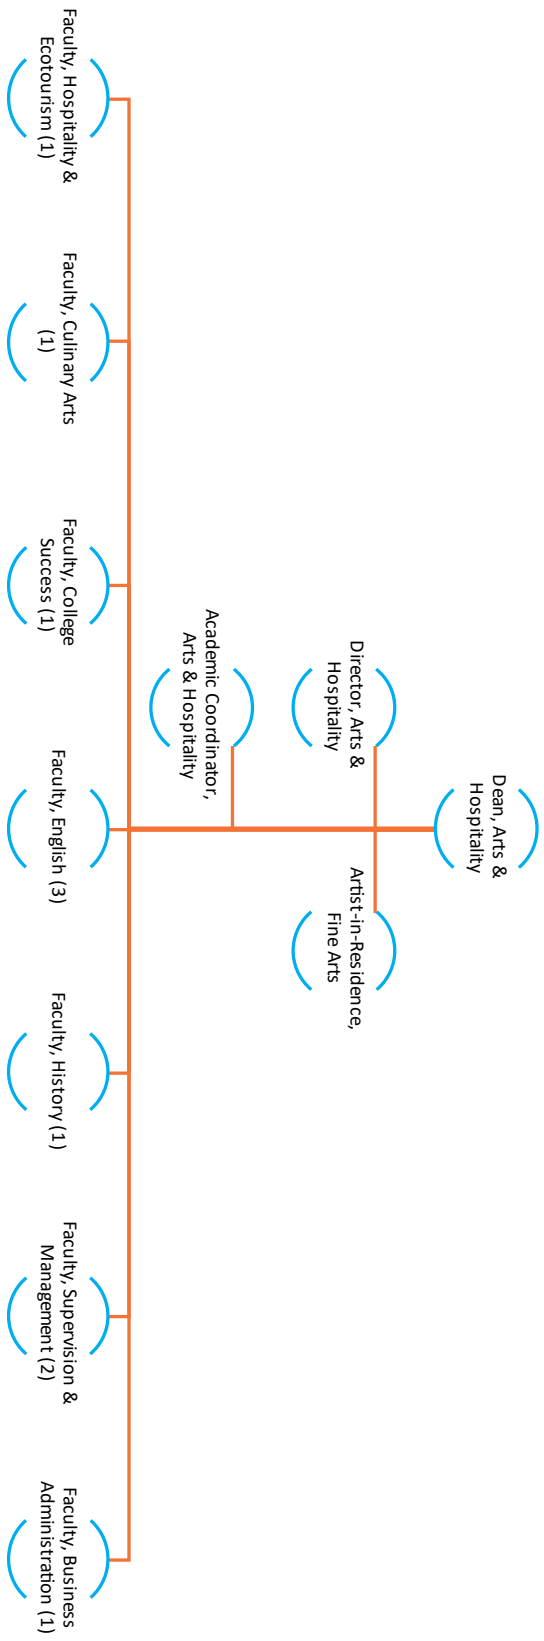 Dean, Arts &
Hospitality
Director, Arts &
Hospitality
Artist-in-Residence,
Fine Arts
Academic Coordinator,
Arts & Hospitality
Faculty, Hospitality &
Ecotourism (1)
Faculty, Culinary Arts
(1)
Faculty, College
Success (1)
Faculty, English (3)
Faculty, History (1)
Faculty, Supervision &
Management (2)
Faculty, Business
Administration (1)